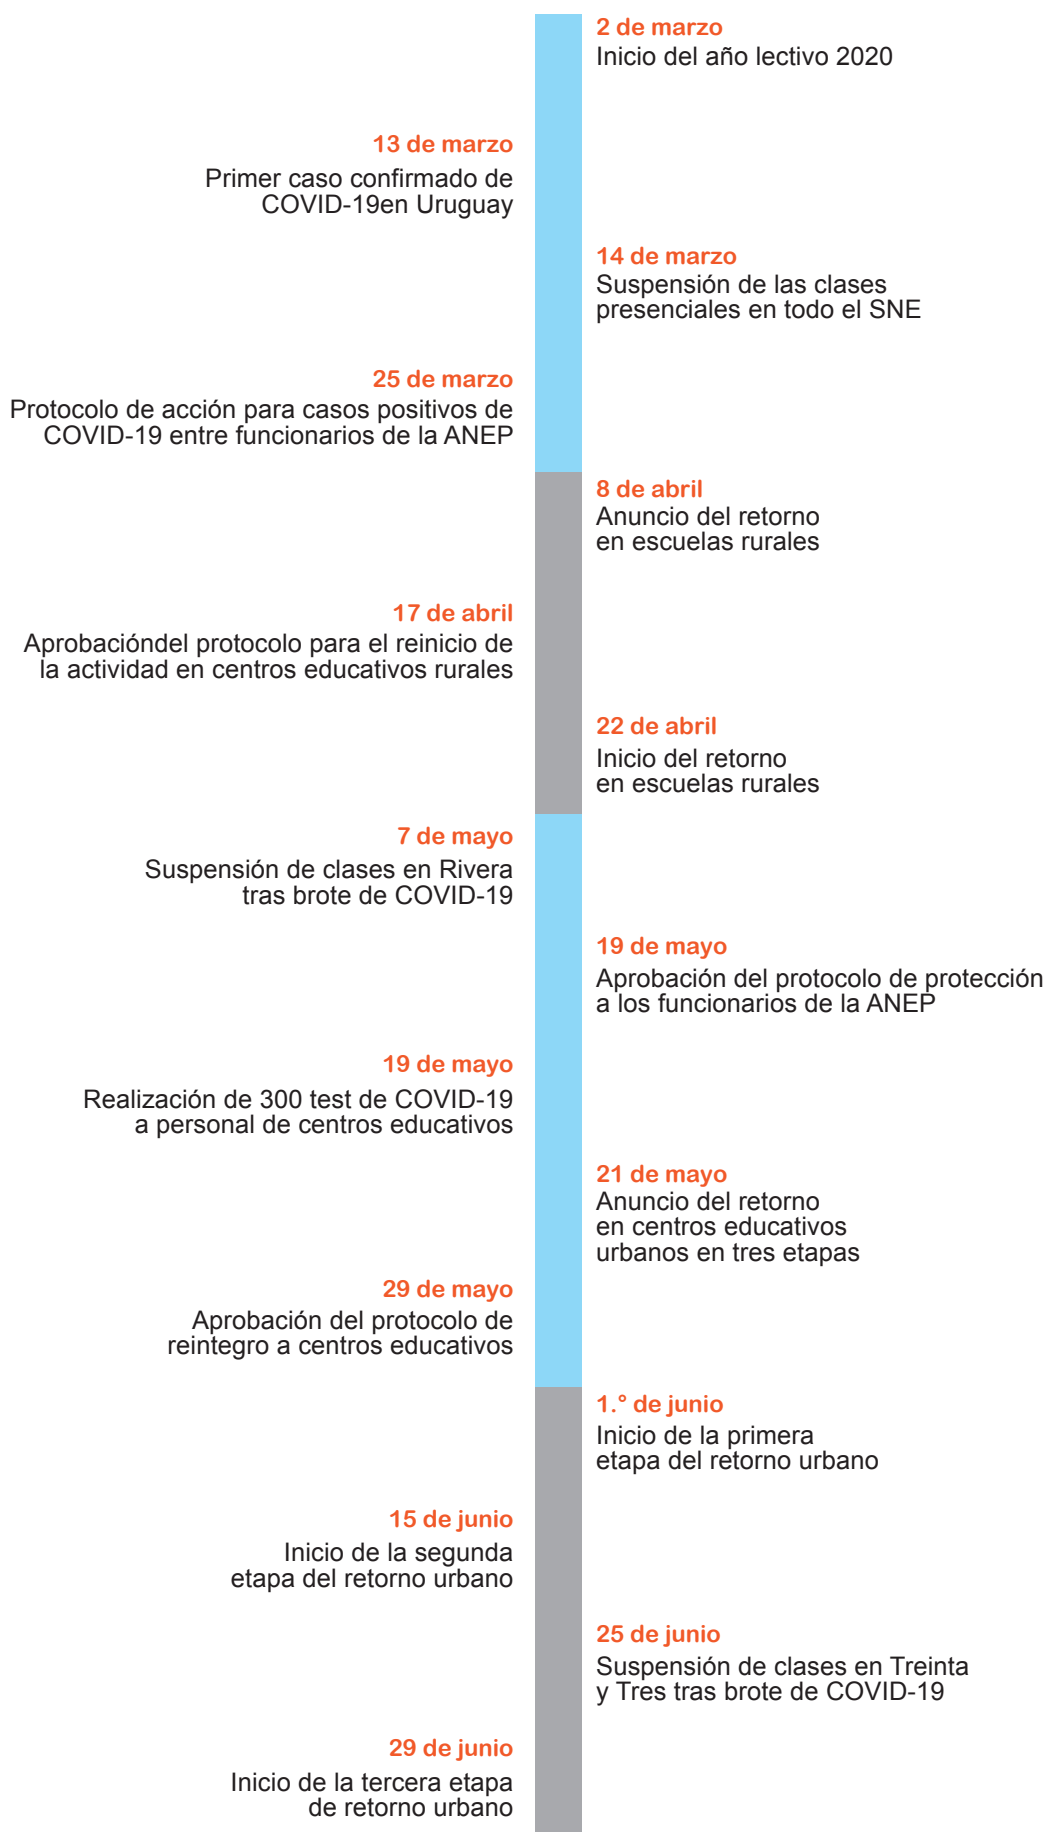 2 de marzo
Inicio del año lectivo 2020
13 de marzo
Primer caso confirmado de
COVID-19en Uruguay
14 de marzo
Suspensión de las clases
presenciales en todo el SNE
25 de marzo
Protocolo de acción para casos positivos de
COVID-19 entre funcionarios de la ANEP
8 de abril
Anuncio del retorno
en escuelas rurales
17 de abril
Aprobacióndel protocolo para el reinicio de
la actividad en centros educativos rurales
22 de abril
Inicio del retorno
en escuelas rurales
7 de mayo
Suspensión de clases en Rivera
tras brote de COVID-19
19 de mayo
Aprobación del protocolo de protección
a los funcionarios de la ANEP
19 de mayo
Realización de 300 test de COVID-19
a personal de centros educativos
21 de mayo
Anuncio del retorno
en centros educativos
urbanos en tres etapas
29 de mayo
Aprobación del protocolo de
reintegro a centros educativos
1.° de junio
Inicio de la primera
etapa del retorno urbano
15 de junio
Inicio de la segunda
etapa del retorno urbano
25 de junio
Suspensión de clases en Treinta
y Tres tras brote de COVID-19
29 de junio
Inicio de la tercera etapa
de retorno urbano